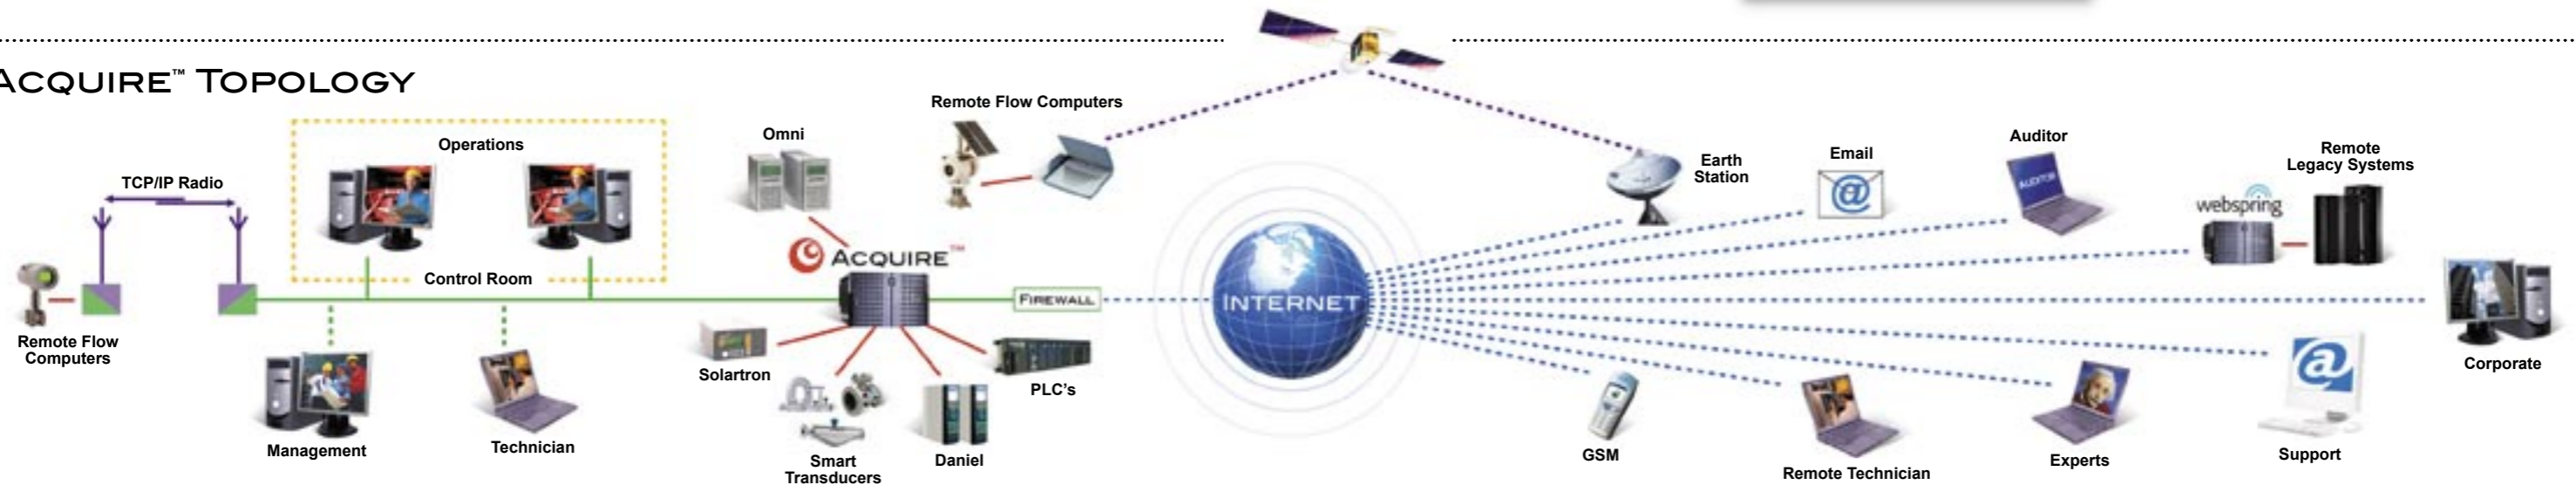 ACQUIRE™ TOPOLOGY
Remote Flow Computers
Omni
Operations
TCP/IP Radio
Control Room
ACQUIRE™
FIREWALL
INTERNET
Remote Flow
Computers
Management
Technician
Solartron
Smart
Transducers
Daniel
PLC's
Earth
Station
Email
@
Auditor
AUDITOR
Remote
Legacy Systems
webspring
Corporate
GSM
Remote Technician
Experts
@
Support